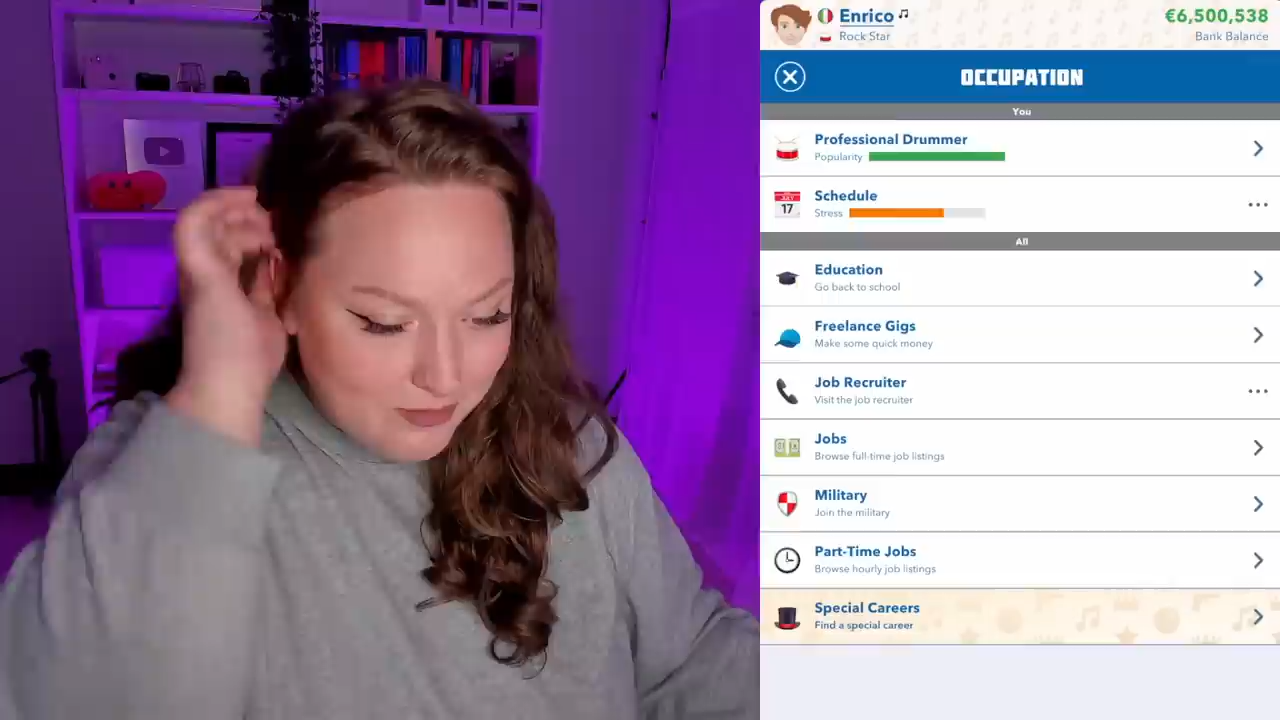 Enrico
Rock Star
€6,500,538
Bank Balance
OCCUPATION
You
Professional Drummer
Popularity
JULY
17
Schedule
Stress
All
Education
Go back to school
Freelance Gigs
Make some quick money
Job Recruiter
Visit the job recruiter
Jobs
Browse full-time job listings
Military
Join the military
Part-Time Jobs
Browse hourly job listings
Special Careers
Find a special career